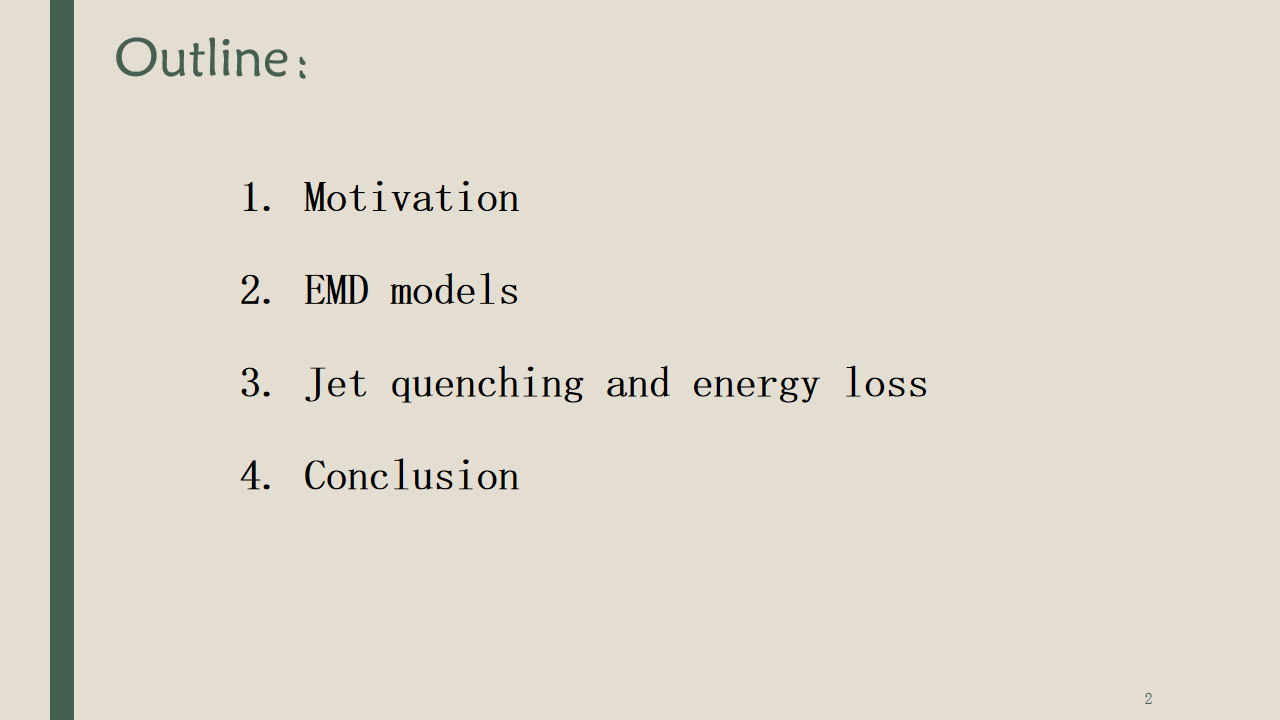 Outline:
1. Motivation
2. EMD models
3. Jet quenching and energy loss
4. Conclusion
2